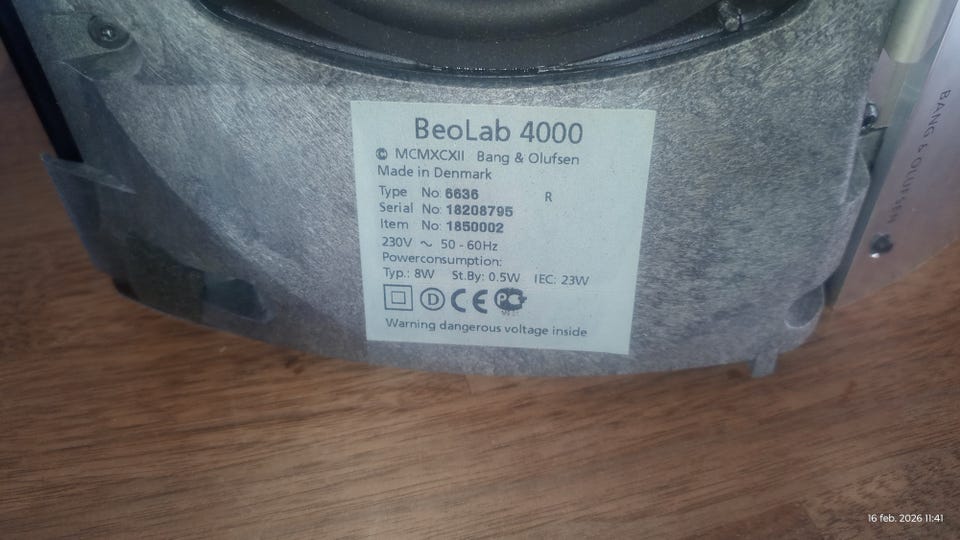 BeoLab 4000
© MCMXCXII Bang & Olufsen
Made in Denmark
Type No: 6636 R
Serial No: 18208795
Item No: 1850002
230V ~ 50 - 60Hz
Powerconsumption:
Typ.: 8W St.By: 0.5W IEC: 23W
D CE PC
Warning dangerous voltage inside
BANG & OLUFSEN
16 feb. 2026 11:41